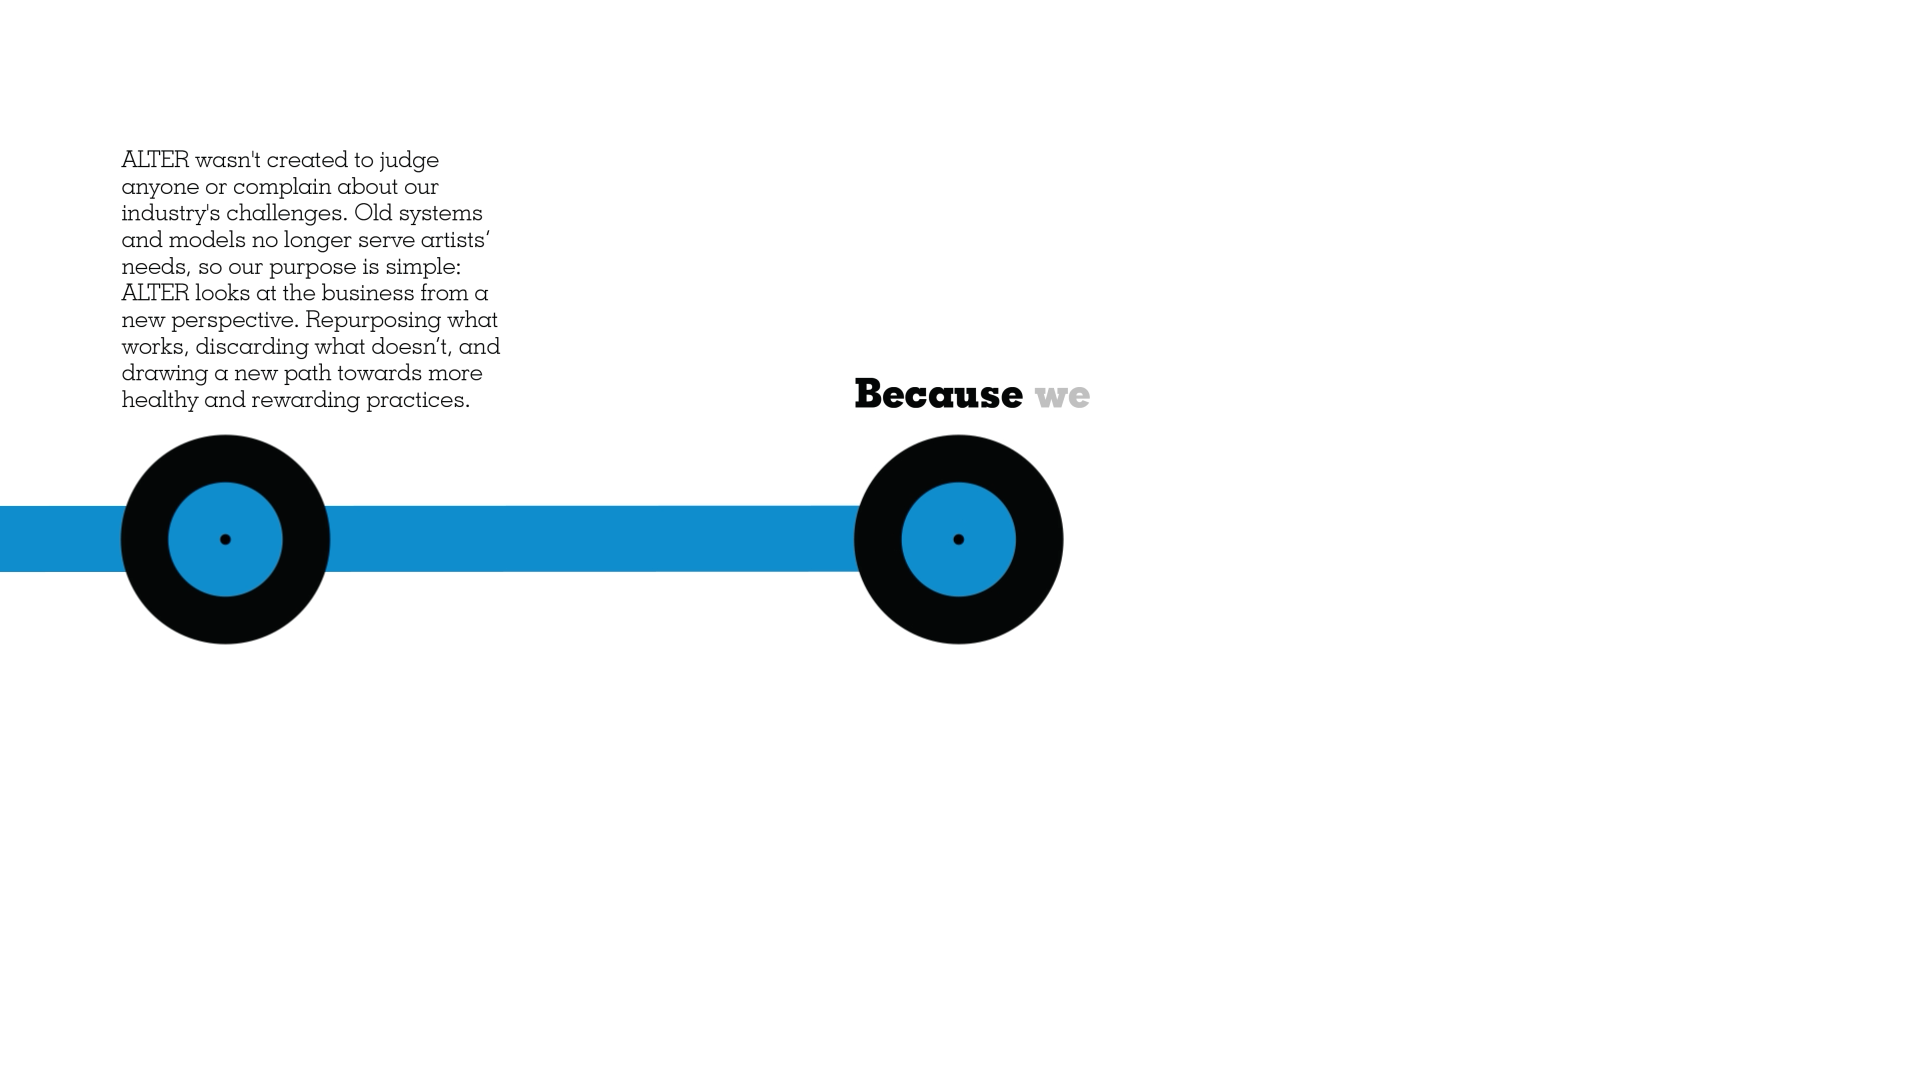 ALTER wasn't created to judge
anyone or complain about our
industry's challenges. Old systems
and models no longer serve artists’
needs, so our purpose is simple:
ALTER looks at the business from a
new perspective. Repurposing what
works, discarding what doesn’t, and
drawing a new path towards more
healthy and rewarding practices.
Because we